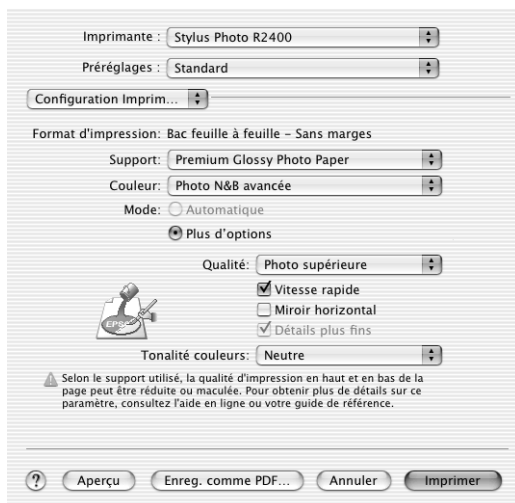 Imprimante : Stylus Photo R2400
Préréglages : Standard
Configuration Imprim...
Format d'impression: Bac feuille à feuille – Sans marges
Support: Premium Glossy Photo Paper
Couleur: Photo N&B avancée
Mode: Automatique
Plus d'options
Qualité: Photo supérieure
Vitesse rapide
Miroir horizontal
EPSON
Détails plus fins
Tonalité couleurs: Neutre
Selon le support utilisé, la qualité d'impression en haut et en bas de la
page peut être réduite ou maculée. Pour obtenir plus de détails sur ce
paramètre, consultez l'aide en ligne ou votre guide de référence.
? Aperçu Enreg. comme PDF... Annuler Imprimer